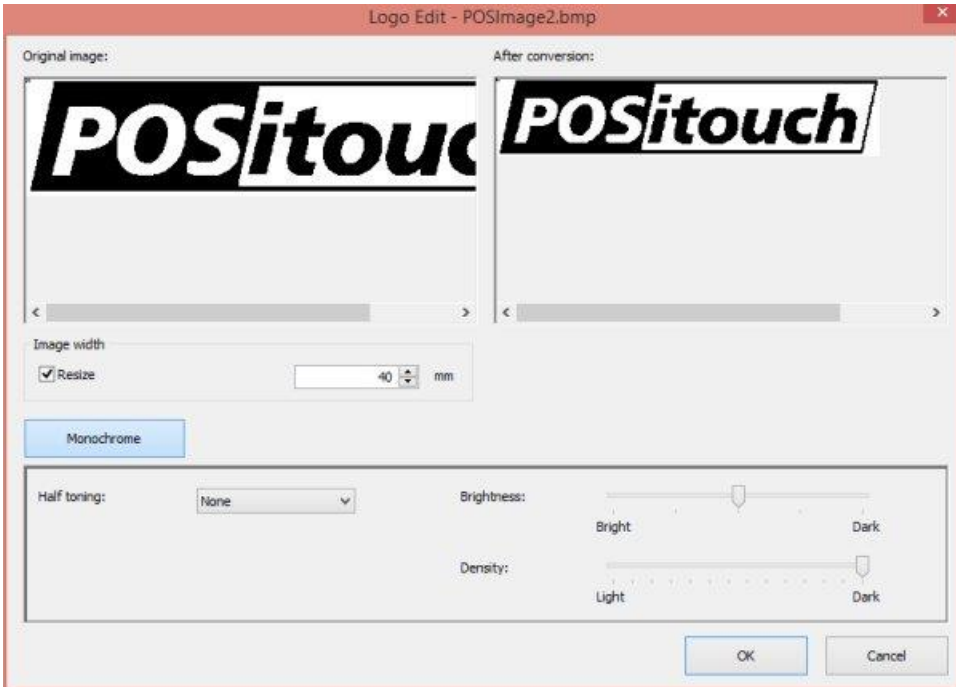 Logo Edit - POSImage2.bmp
Original image:
After conversion:
POSitouc
POSitouch
Image width
Resize
40
mm
Monochrome
Half toning:
None
Brightness:
Bright
Dark
Density:
Light
Dark
OK
Cancel